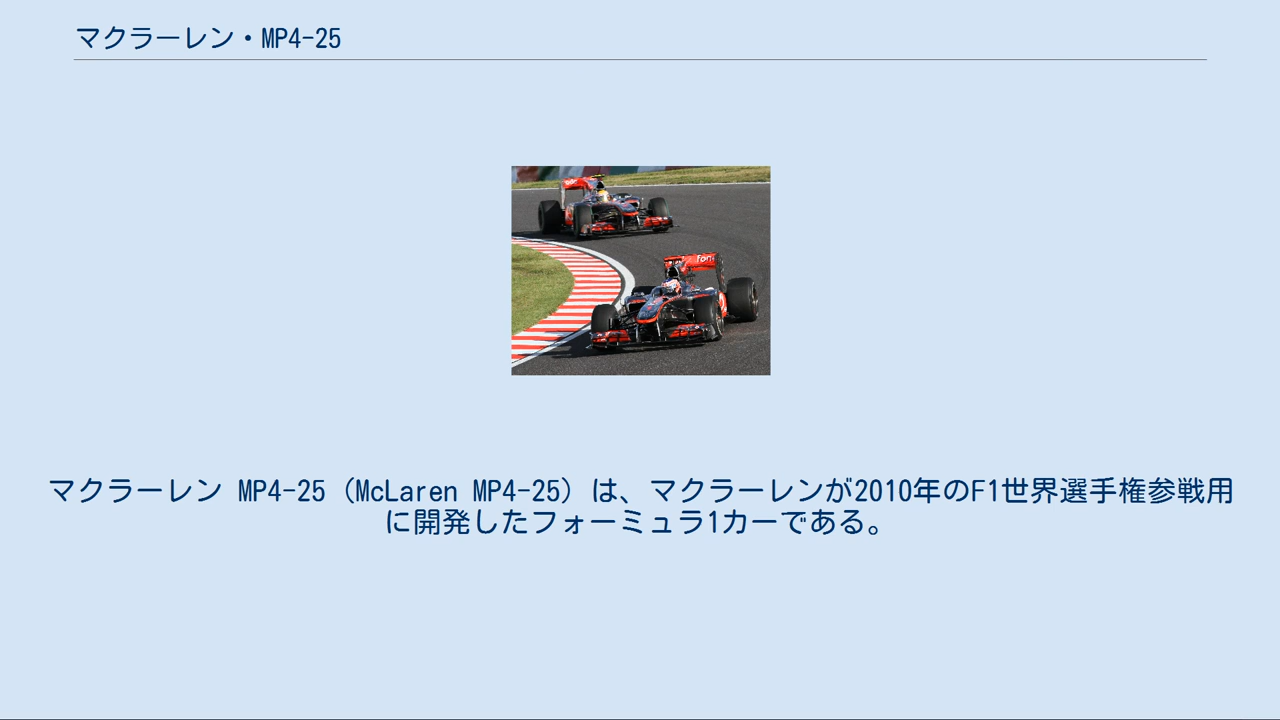 マクラーレン・MP4-25
マクラーレン MP4-25（McLaren MP4-25）は、マクラーレンが2010年のF1世界選手権参戦用
に開発したフォーミュラ1カーである。